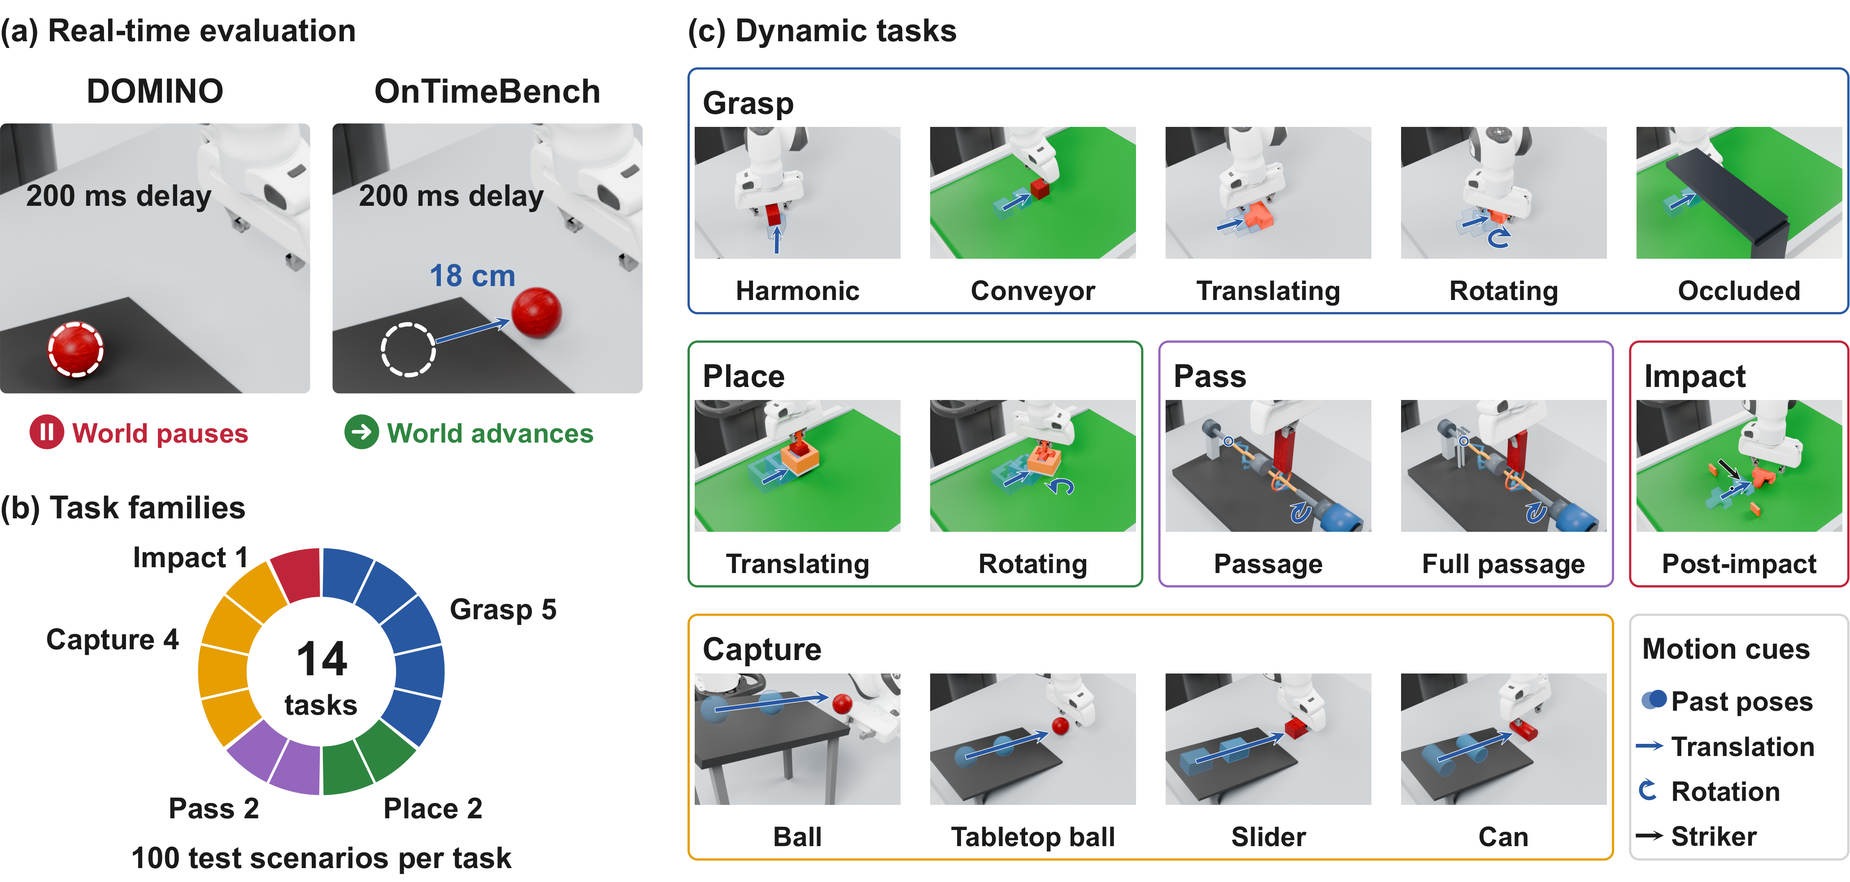 (a) Real-time evaluation
DOMINO
OnTimeBench
200 ms delay
200 ms delay
18 cm
World pauses
World advances
(b) Task families
Impact 1
Grasp 5
Capture 4
14
tasks
Pass 2
Place 2
100 test scenarios per task
(c) Dynamic tasks
Grasp
Harmonic
Conveyor
Translating
Rotating
Occluded
Place
Translating
Rotating
Pass
Passage
Full passage
Impact
Post-impact
Capture
Ball
Tabletop ball
Slider
Can
Motion cues
Past poses
Translation
Rotation
Striker